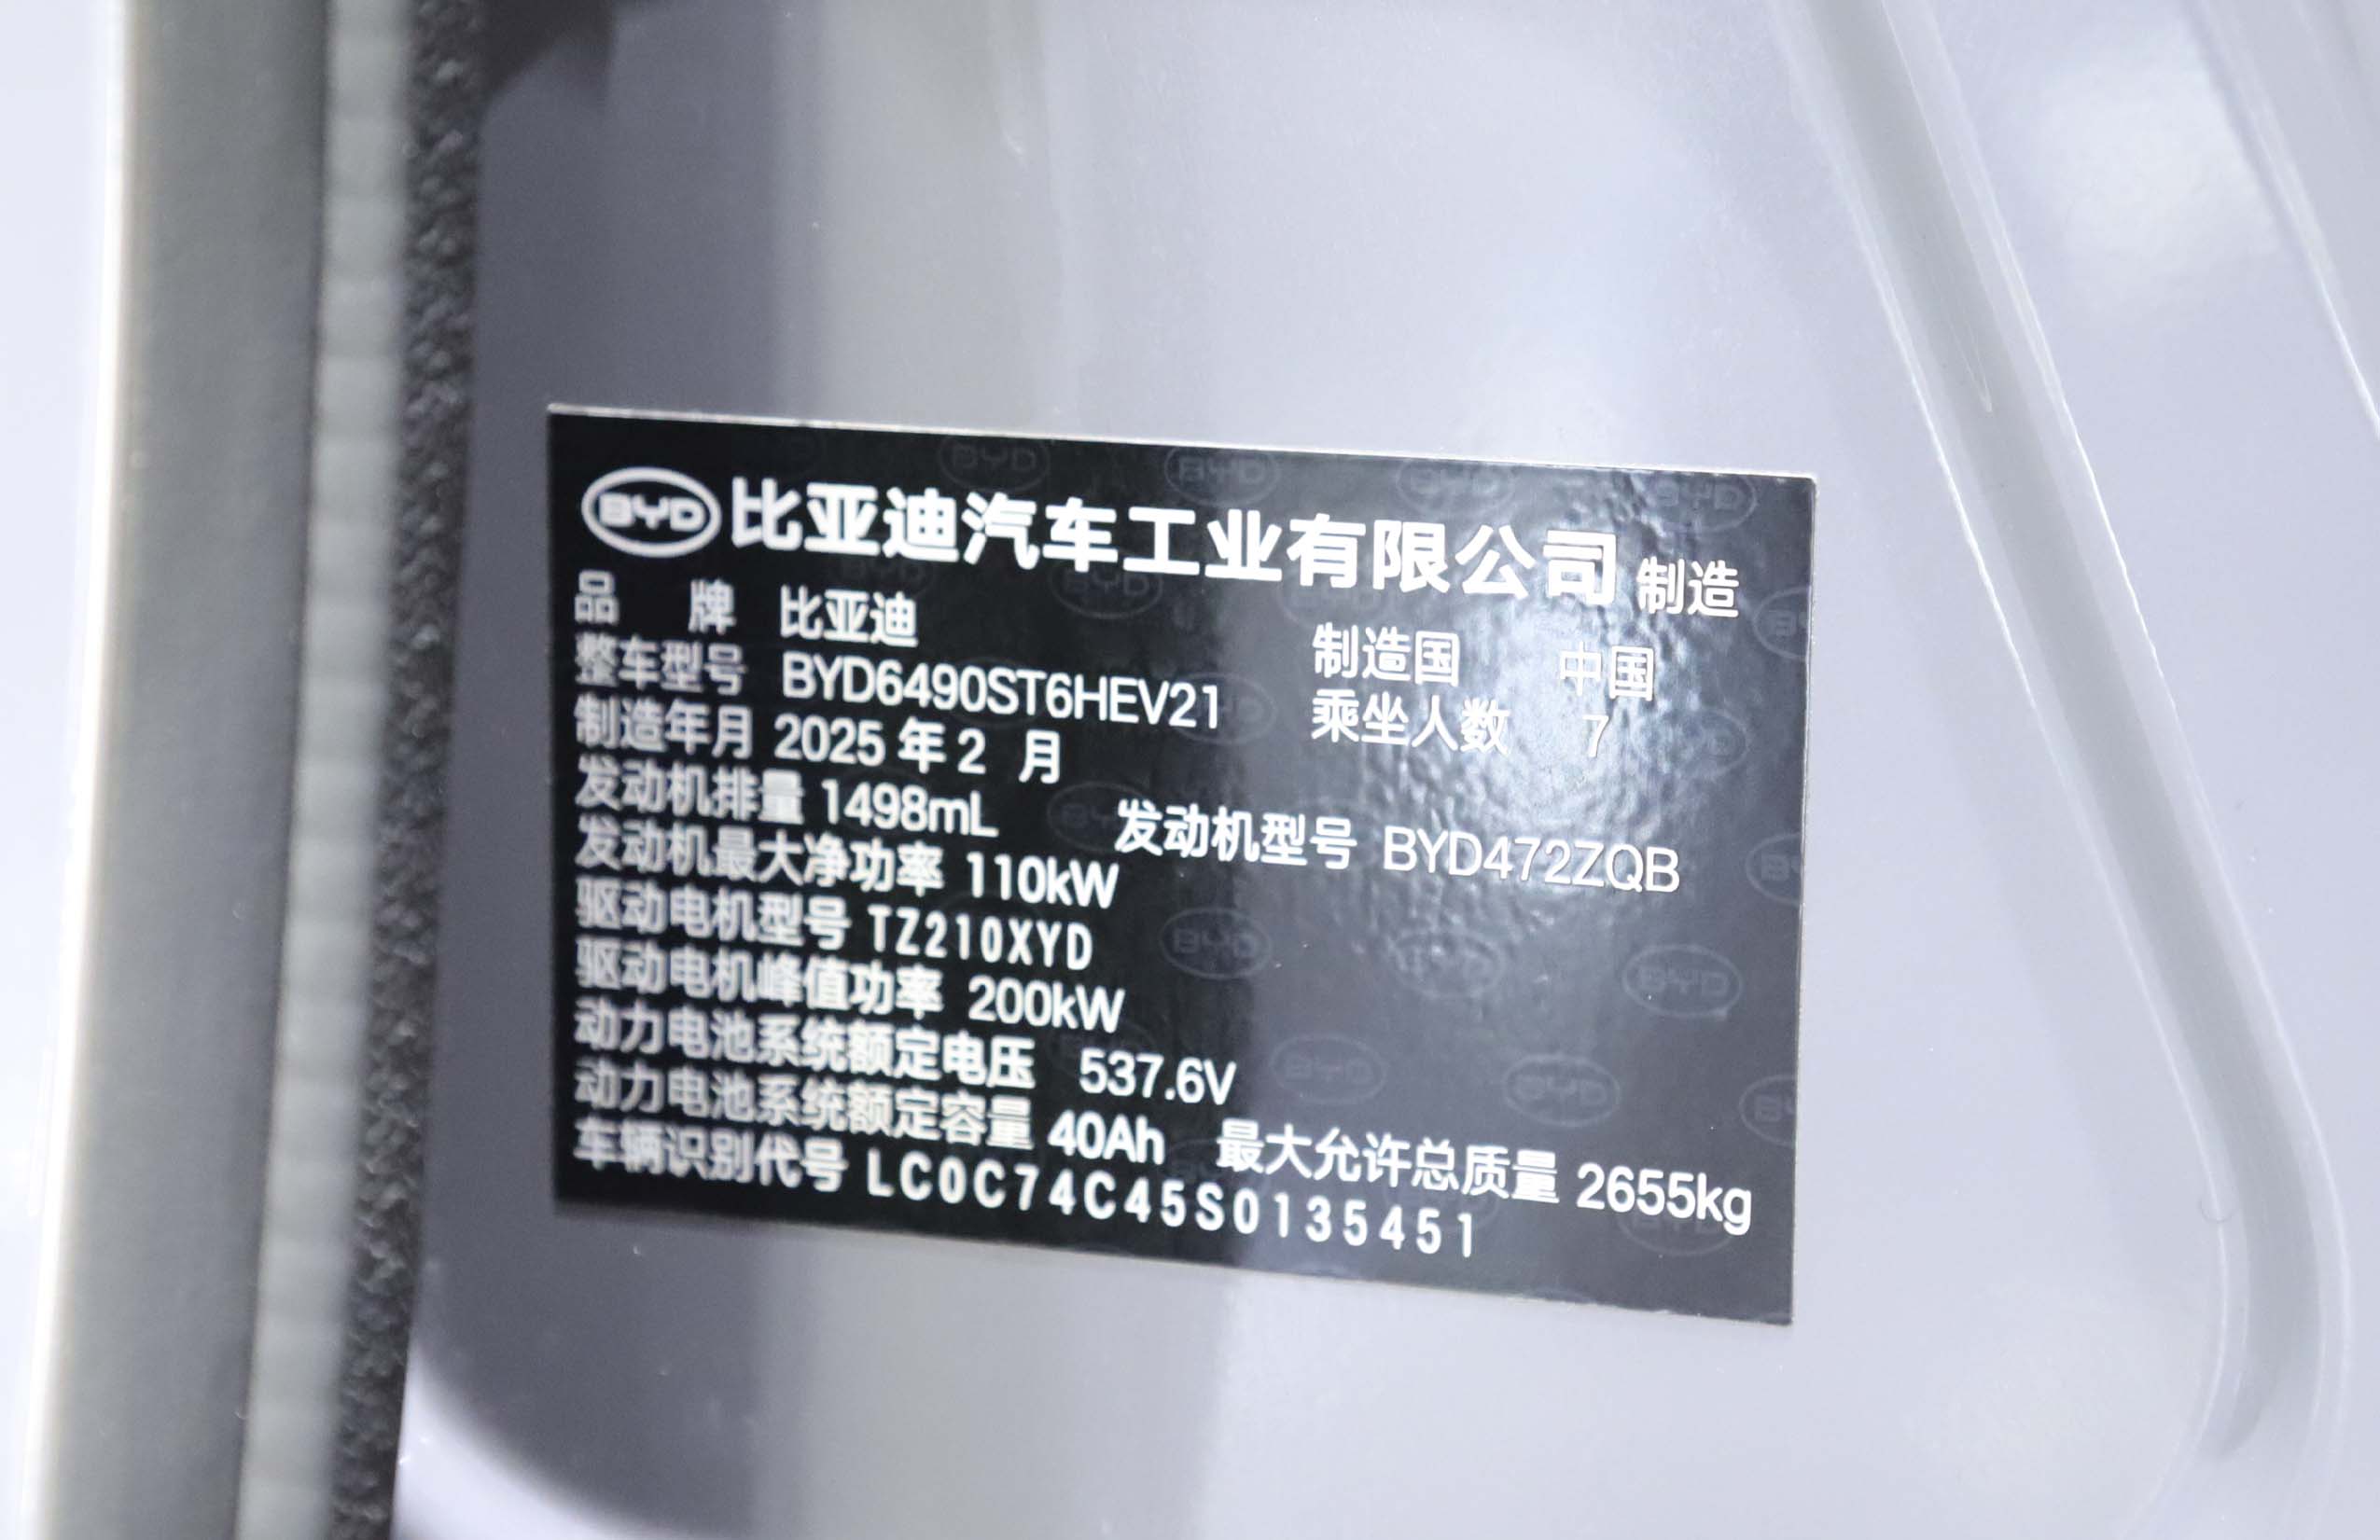 BYD 比亚迪汽车工业有限公司 制造
品 牌 比亚迪 制造国 中国
整车型号 BYD6490ST6HEV21 乘坐人数 7
制造年月 2025 年 2 月
发动机排量 1498mL 发动机型号 BYD472ZQB
发动机最大净功率 110kW
驱动电机型号 TZ210XYD
驱动电机峰值功率 200kW
动力电池系统额定电压 537.6V
动力电池系统额定容量 40Ah 最大允许总质量 2655kg
车辆识别代号 LC0C74C45S0135451